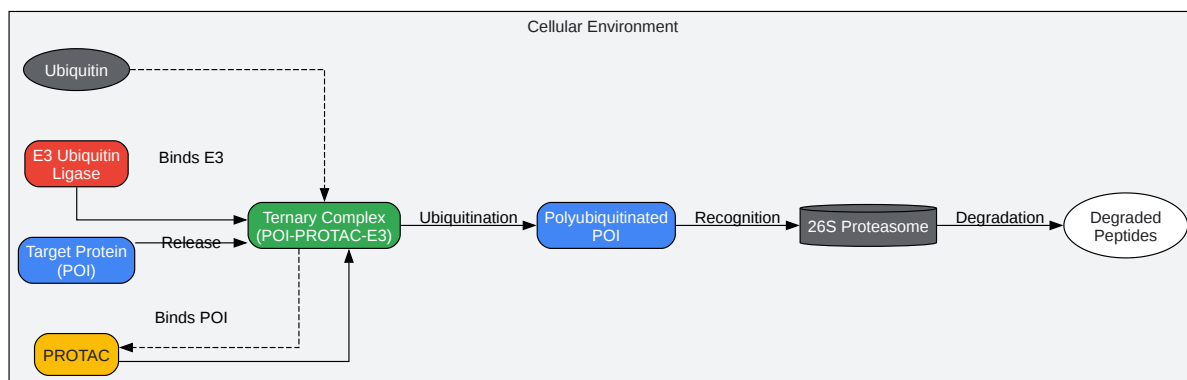 Cellular Environment
Ubiquitin
E3 Ubiquitin
Ligase
Binds E3
Target Protein
(POI)
Release
Ternary Complex
(POI-PROTAC-E3)
Ubiquitination
Polyubiquitinated
POI
Recognition
26S Proteasome
Degradation
Degraded
Peptides
Binds POI
PROTAC